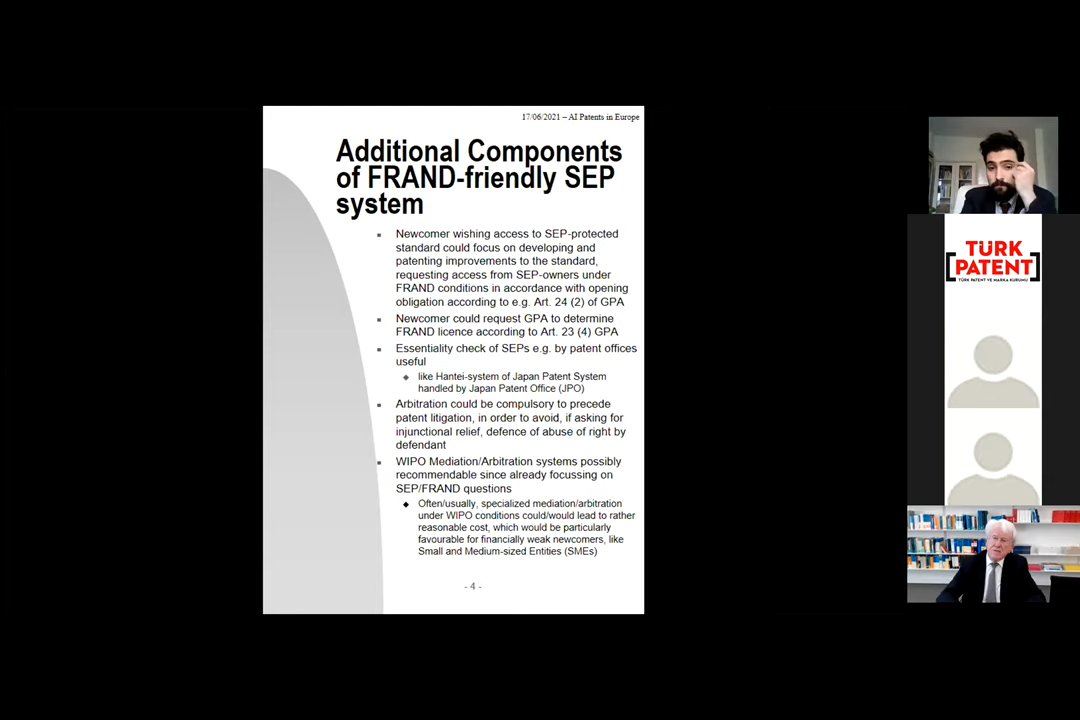 17/06/2021 – AI Patents in Europe
Additional Components
of FRAND-friendly SEP
system
Newcomer wishing access to SEP-protected
standard could focus on developing and
patenting improvements to the standard,
requesting access from SEP-owners under
FRAND conditions in accordance with opening
obligation according to e.g. Art. 24 (2) of GPA
Newcomer could request GPA to determine
FRAND licence according to Art. 23 (4) GPA
Essentiality check of SEPs e.g. by patent offices
useful
like Hantei-system of Japan Patent System
handled by Japan Patent Office (JPO)
Arbitration could be compulsory to precede
patent litigation, in order to avoid, if asking for
injunctional relief, defence of abuse of right by
defendant
WIPO Mediation/Arbitration systems possibly
recommendable since already focussing on
SEP/FRAND questions
Often/usually, specialized mediation/arbitration
under WIPO conditions could/would lead to rather
reasonable cost, which would be particularly
favourable for financially weak newcomers, like
Small and Medium-sized Entities (SMEs)
- 4 -
TÜRK
PATENT
TÜRK PATENT VE MARKA KURUMU